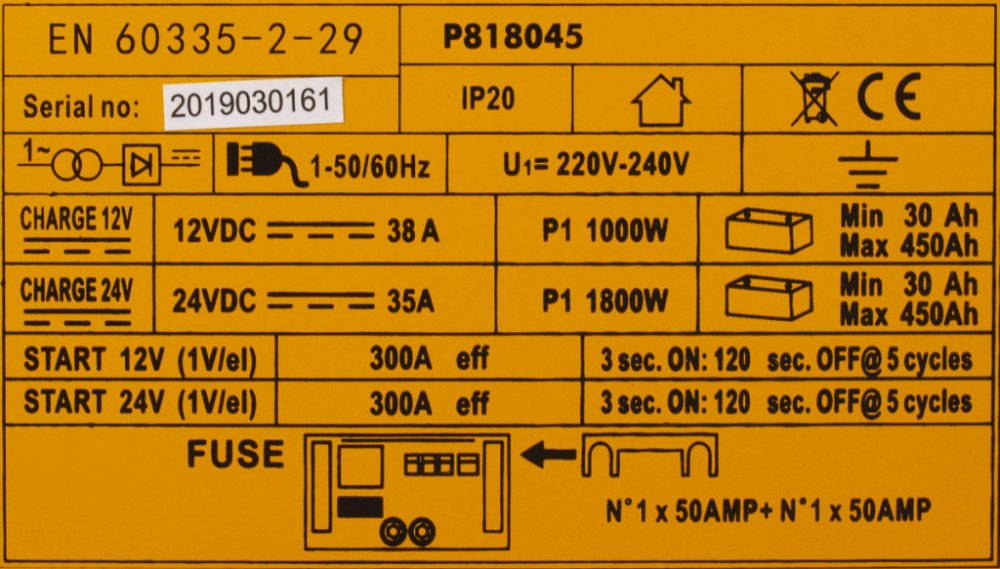 EN 60335-2-29
P818045
Serial no: 2019030161
IP20
CE
1~
1-50/60Hz
U1= 220V-240V
CHARGE 12V
12VDC
38 A
P1 1000W
Min 30 Ah
Max 450Ah
CHARGE 24V
24VDC
35A
P1 1800W
Min 30 Ah
Max 450Ah
START 12V (1V/el)
300A eff
3 sec. ON: 120 sec. OFF@ 5 cycles
START 24V (1V/el)
300A eff
3 sec. ON: 120 sec. OFF@ 5 cycles
FUSE
N°1 x 50AMP+ N°1 x 50AMP